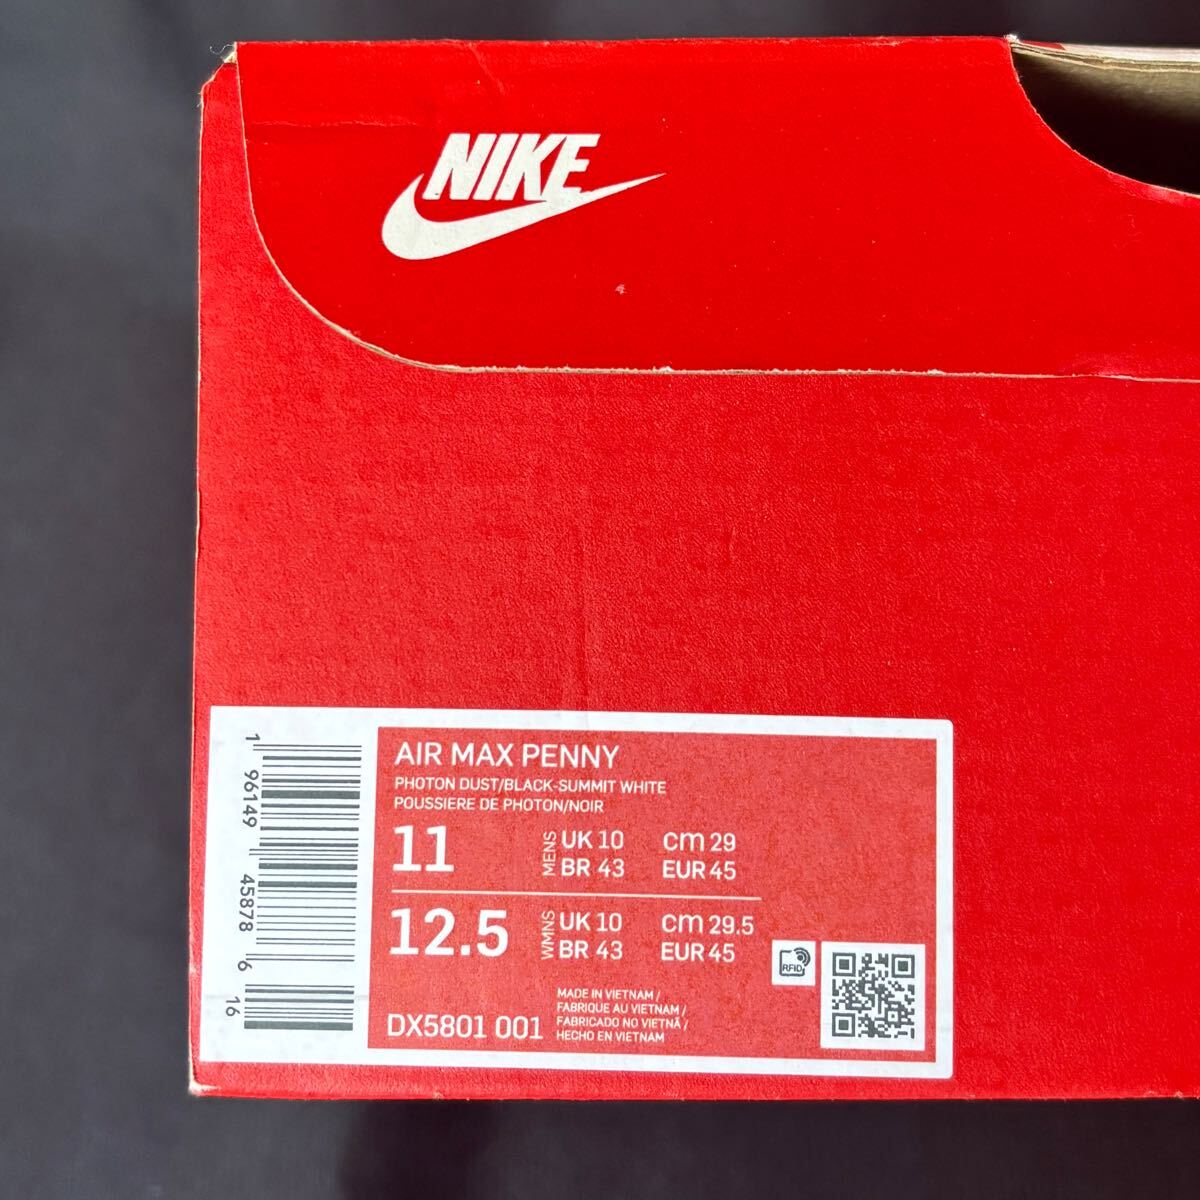 NIKE
AIR MAX PENNY
PHOTON DUST/BLACK-SUMMIT WHITE
POUSSIERE DE PHOTON/NOIR
11 MENS UK 10 cm 29
BR 43 EUR 45
12.5 WMNS UK 10 cm 29.5
BR 43 EUR 45
RFID
DX5801 001
MADE IN VIETNAM /
FABRIQUE AU VIETNAM /
FABRICADO NO VIETNÃ /
HECHO EN VIETNAM
1 96149 45878 6 16